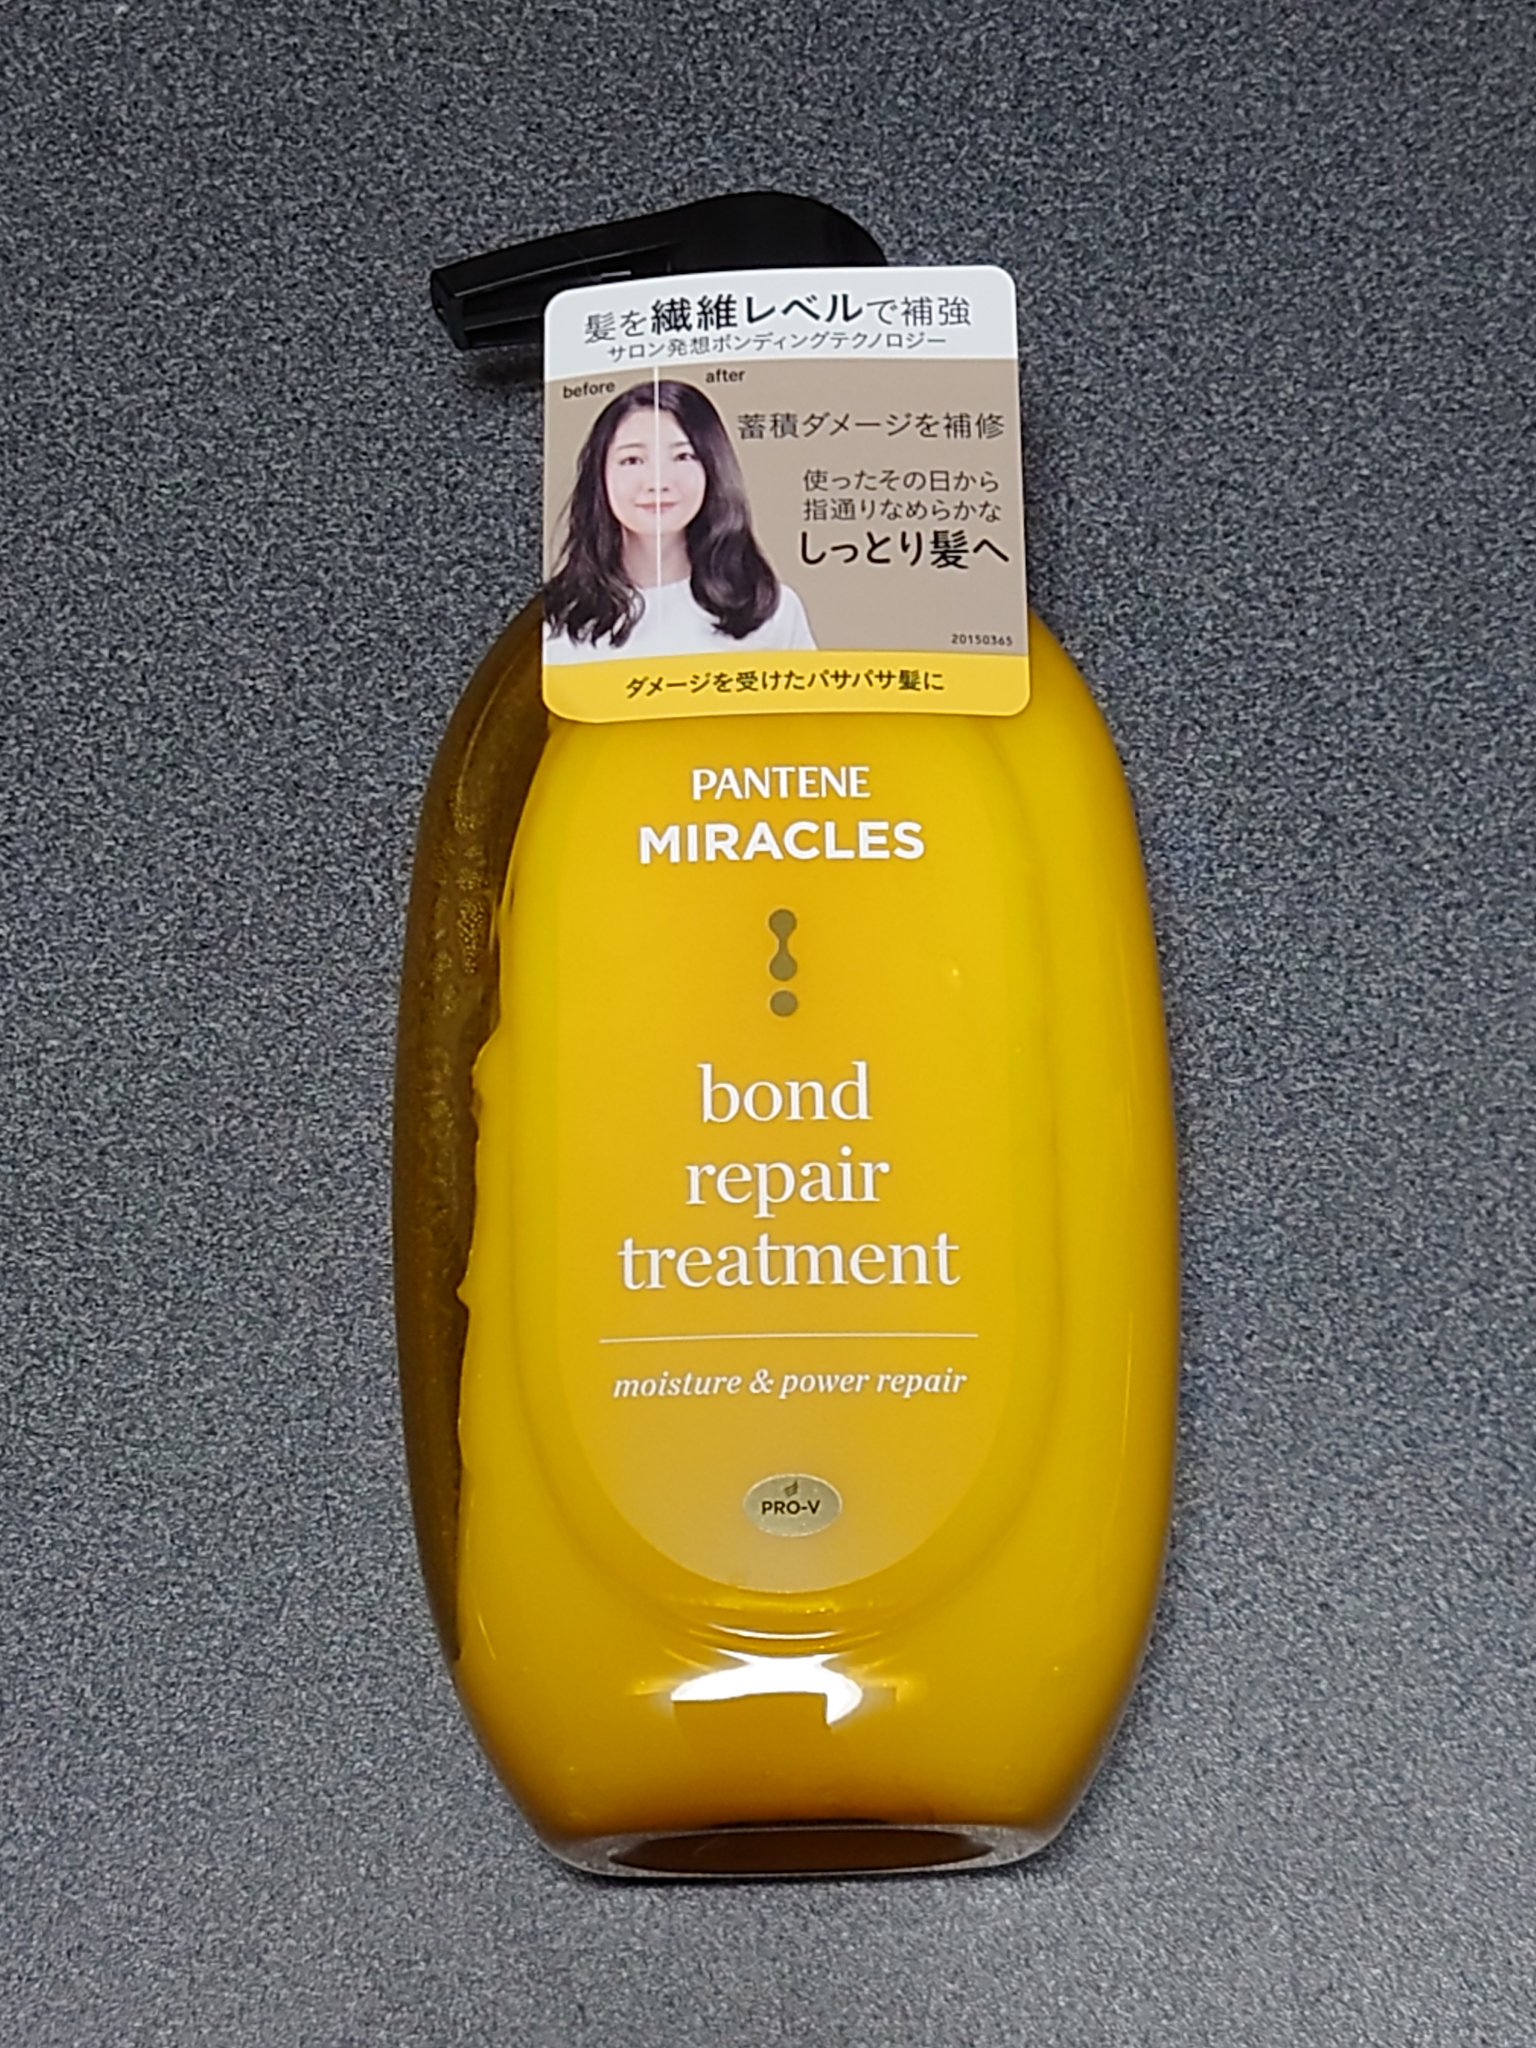 髪を繊維レベルで補強
サロン発想ボンディングテクノロジー
before
after
蓄積ダメージを補修
使ったその日から
指通りなめらかな
しっとり髪へ
20150365
ダメージを受けたパサパサ髪に
PANTENE
MIRACLES
bond
repair
treatment
moisture & power repair
PRO-V